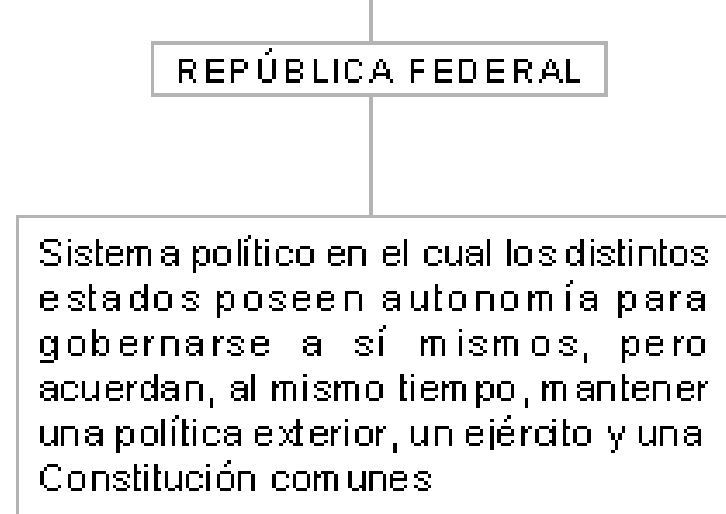 REPÚBLICA FEDERAL
Sistema político en el cual los distintos
estados poseen autonomía para
gobernarse a sí mismos, pero
acuerdan, al mismo tiempo, mantener
una política exterior, un ejército y una
Constitución comunes